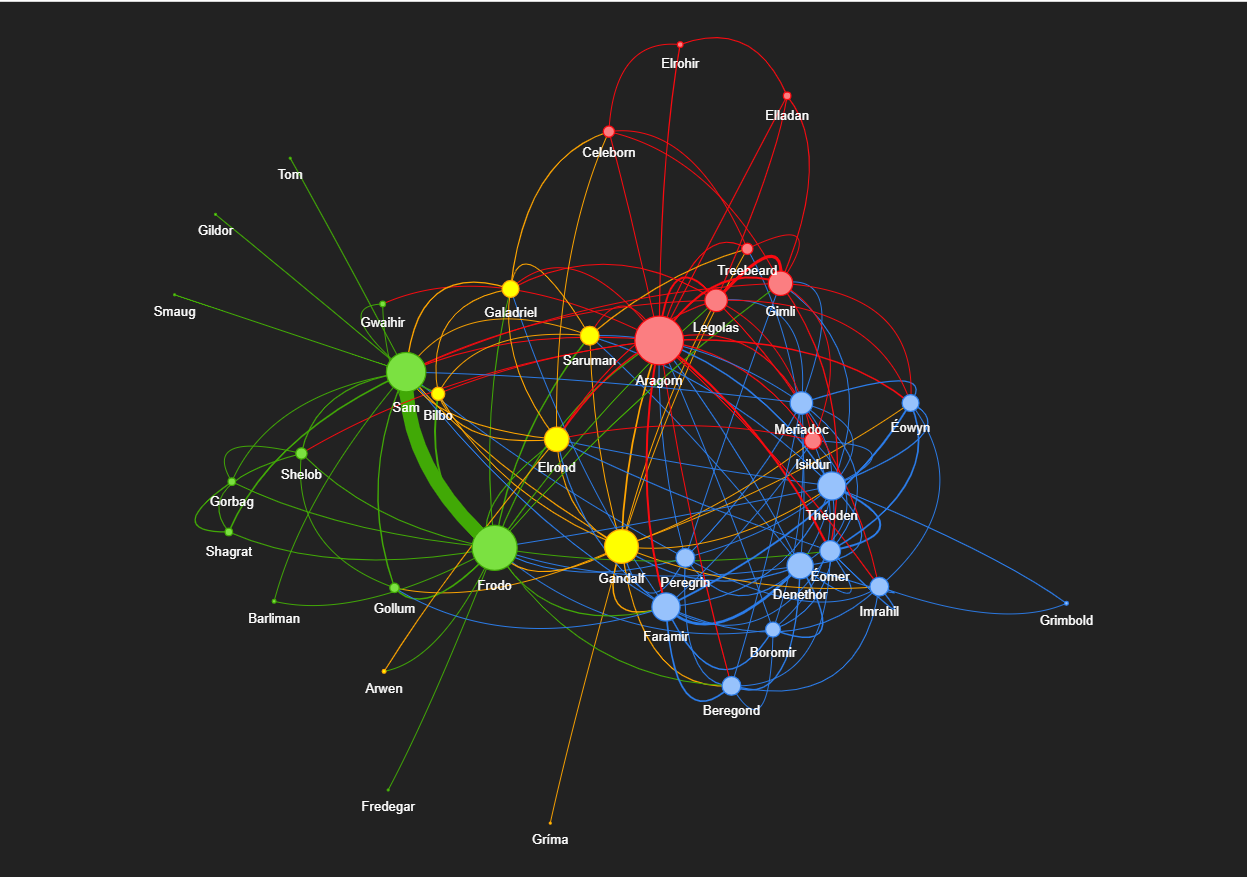 Elrohir
Elladan
Celeborn
Tom
Gildor
Treebeard
Smaug
Galadriel
Gimli
Gwaihir
Legolas
Saruman
Aragorn
Sam
Bilbo
Meriadoc
Éowyn
Elrond
Isildur
Shelob
Gorbag
Théoden
Shagrat
Gandalf
Peregrin
Éomer
Frodo
Denethor
Gollum
Imrahil
Barliman
Grimbold
Faramir
Boromir
Arwen
Beregond
Fredegar
Gríma